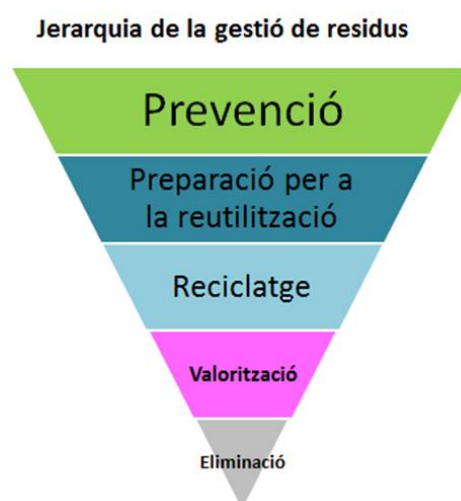 Jerarquia de la gestió de residus
Prevenció
Preparació per a
la reutilització
Reciclatge
Valorització
Eliminació